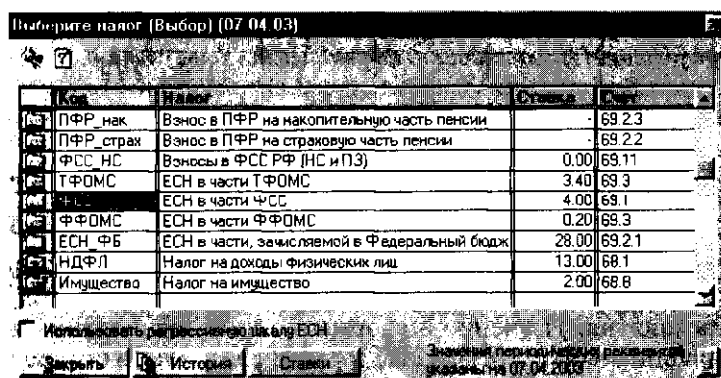 Выберите налог (Выбор) (07.04.03)
Код Налог Ставка Счет
ПФР_нак Взнос в ПФР на накопительную часть пенсии - 69.2.3
ПФР_страх Взнос в ПФР на страховую часть пенсии - 69.2.2
ФСС_НС Взносы в ФСС РФ (НС и ПЗ) 0.00 69.11
ТФОМС ЕСН в части ТФОМС 3.40 69.3
ФСС ЕСН в части ФСС 4.00 69.1
ФФОМС ЕСН в части ФФОМС 0.20 69.3
ЕСН_ФБ ЕСН в части, зачисляемой в Федеральный бюдж 28.00 69.2.1
НДФЛ Налог на доходы физических лиц 13.00 68.1
Имущество Налог на имущество 2.00 68.8
Использовать регрессивную шкалу ЕСН
Закрыть История Ставки
Значения периодических реквизитов
указаны на 07.04.2003